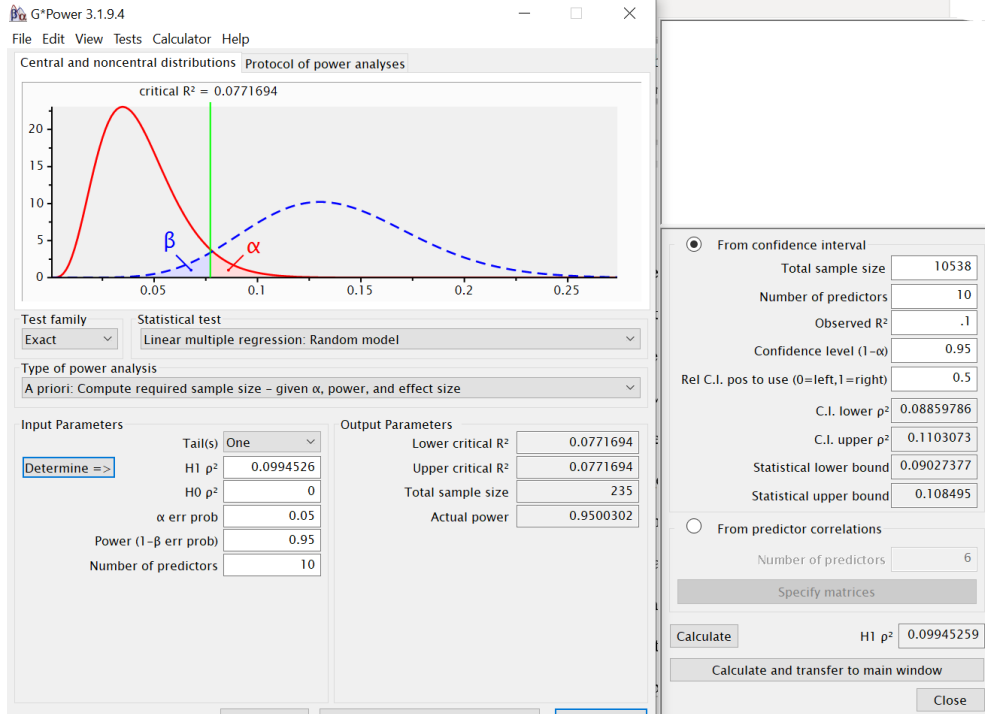 βα G*Power 3.1.9.4
File Edit View Tests Calculator Help
Central and noncentral distributions Protocol of power analyses
critical R² = 0.0771694
20
15
10
5
0
β
α
0.05 0.1 0.15 0.2 0.25
Test family Statistical test
Exact Linear multiple regression: Random model
Type of power analysis
A priori: Compute required sample size – given α, power, and effect size
Input Parameters
Tail(s) One
Determine => H1 ρ² 0.0994526
H0 ρ² 0
α err prob 0.05
Power (1–β err prob) 0.95
Number of predictors 10
Output Parameters
Lower critical R² 0.0771694
Upper critical R² 0.0771694
Total sample size 235
Actual power 0.9500302
From confidence interval
Total sample size 10538
Number of predictors 10
Observed R² .1
Confidence level (1–α) 0.95
Rel C.I. pos to use (0=left,1=right) 0.5
C.I. lower ρ² 0.08859786
C.I. upper ρ² 0.1103073
Statistical lower bound 0.09027377
Statistical upper bound 0.108495
From predictor correlations
Number of predictors 6
Specify matrices
Calculate H1 ρ² 0.09945259
Calculate and transfer to main window
Close